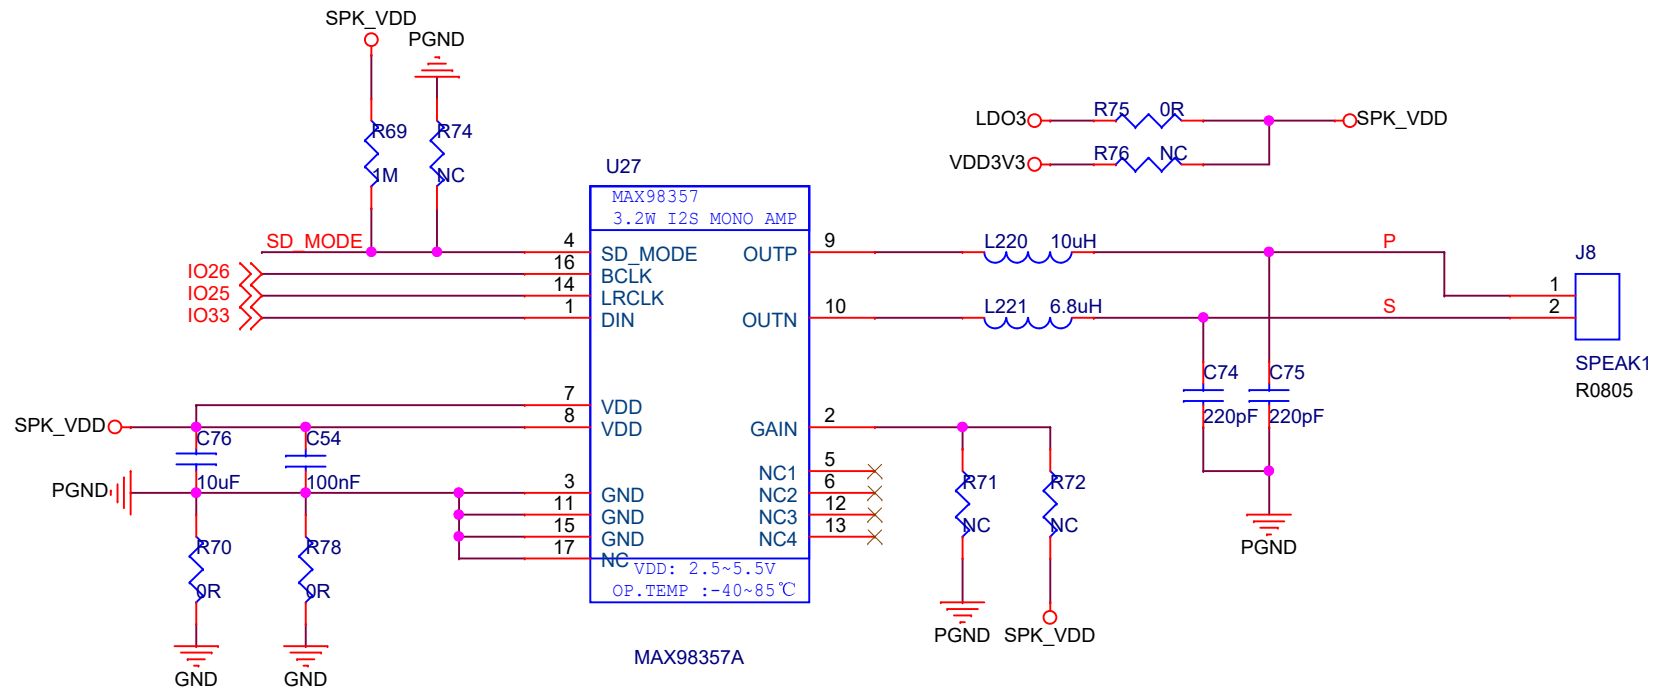 SPK_VDD
PGND
R69
1M
R74
NC
LDO3
R75
0R
SPK_VDD
VDD3V3
R76
NC
U27
MAX98357
3.2W I2S MONO AMP
SD_MODE
4
SD_MODE
IO26
16
BCLK
IO25
14
LRCLK
IO33
1
DIN
OUTP
9
L220
10uH
P
OUTN
10
L221
6.8uH
S
J8
1
2
SPEAK1
R0805
C74
220pF
C75
220pF
PGND
SPK_VDD
7
VDD
8
VDD
C76
10uF
C54
100nF
PGND
3
GND
11
GND
15
GND
17
NC
GAIN
2
NC1
5
NC2
6
NC3
12
NC4
13
R71
NC
R72
NC
PGND
SPK_VDD
R70
0R
R78
0R
GND
GND
VDD: 2.5~5.5V
OP.TEMP :-40~85℃
MAX98357A